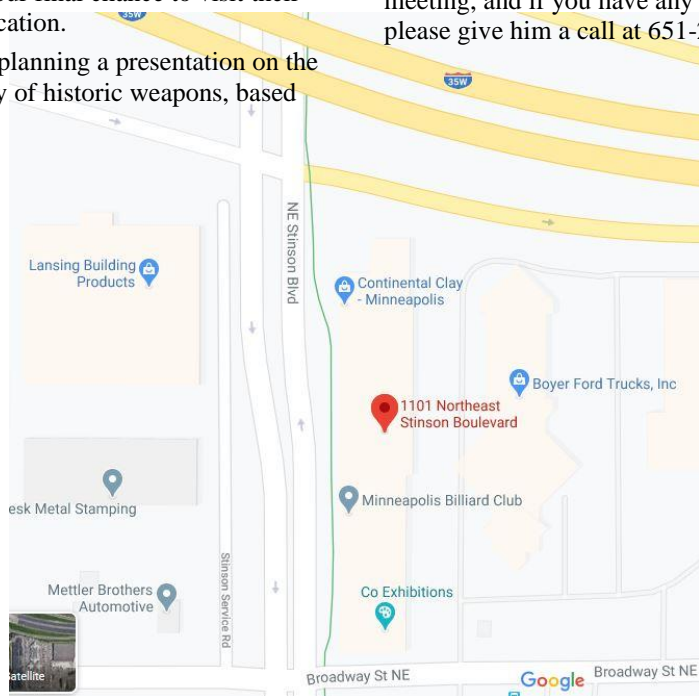 cation.
planning a presentation on the
of historic weapons, based
meeting, and if you have any
please give him a call at 651-
35W
35W
NE Stinson Blvd
Lansing Building
Products
Continental Clay
- Minneapolis
Boyer Ford Trucks, Inc
1101 Northeast
Stinson Boulevard
Minneapolis Billiard Club
esk Metal Stamping
Stinson Service Rd
Mettler Brothers
Automotive
Co Exhibitions
atellite
Broadway St NE
Google
Broadway St NE